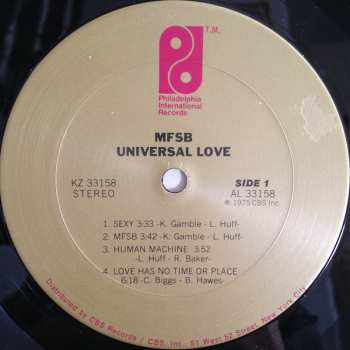 T.M.
Philadelphia
International
Records
MFSB
UNIVERSAL LOVE
KZ 33158
STEREO
SIDE 1
AL 33158
℗ 1975 CBS Inc.
1. SEXY 3:33 -K. Gamble - L. Huff-
2. MFSB 3:42 -K. Gamble - L. Huff-
3. HUMAN MACHINE 3:52
-L. Huff - R. Baker-
4. LOVE HAS NO TIME OR PLACE
6:18 -C. Biggs - B. Hawes-
Distributed by CBS Records / CBS Inc., 51 West 52 Street, New York City